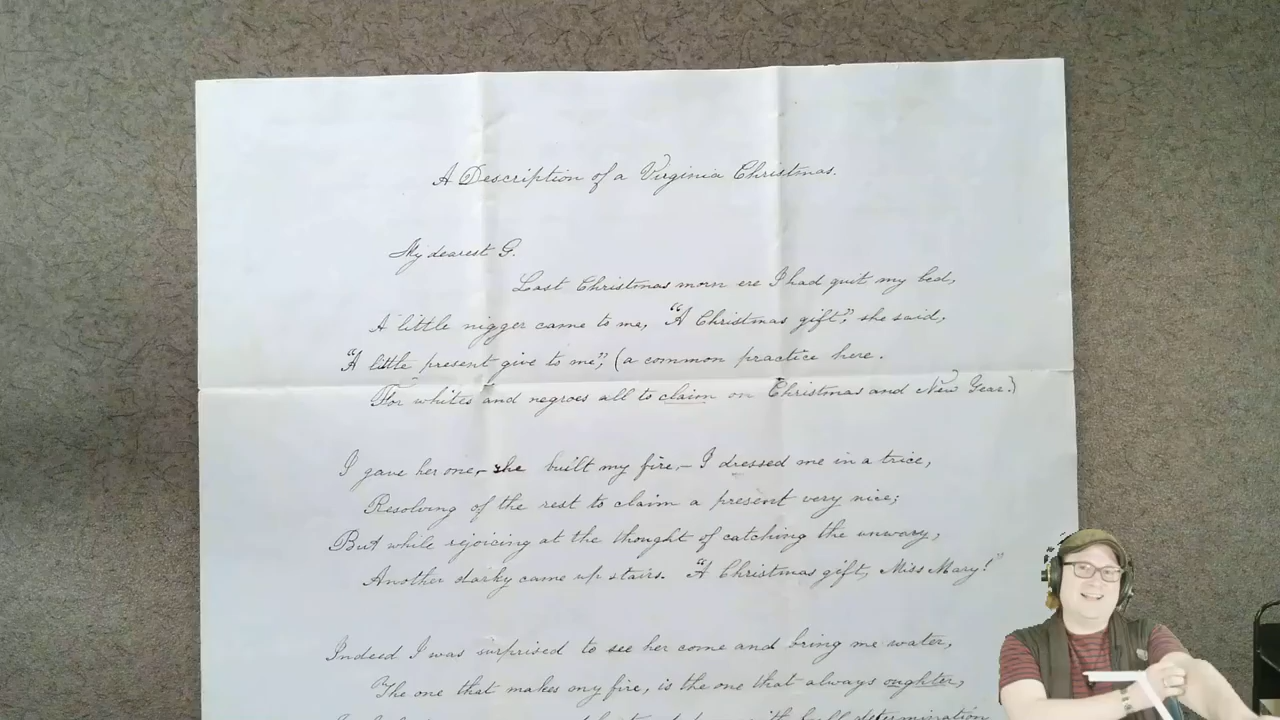 A Description of a Virginia Christmas.
My dearest G.
Last Christmas morn ere I had quit my bed,
A little nigger came to me, "A Christmas gift," she said,
"A little present give to me", (a common practice here.
For whites and negroes all to claim on Christmas and New Year.)
I gave her one,- she built my fire,- I dressed me in a trice,
Resolving of the rest to claim a present very nice;
But while rejoicing at the thought of catching the unwary,
Another darky came up stairs. "A Christmas gift, Miss Mary!"
Indeed I was surprised to see her come and bring me water,
The one that makes my fire, is the one that always oughter,
with full determination